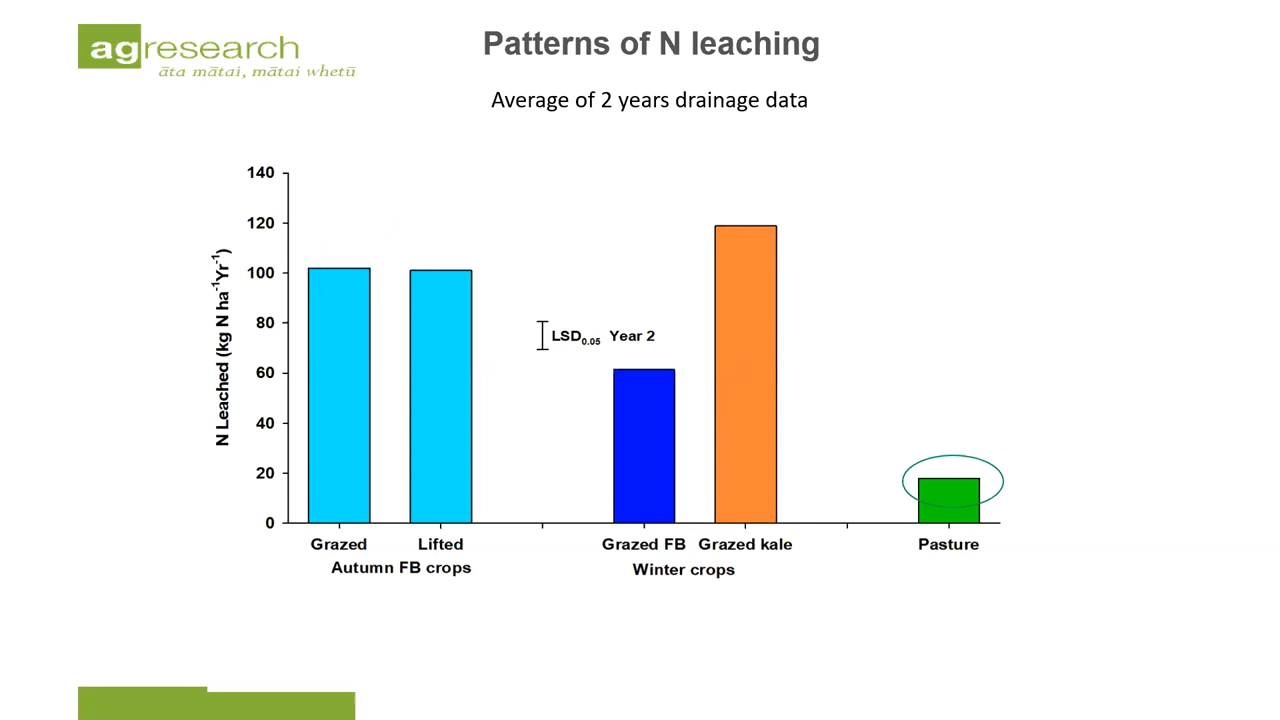 agresearch
āta mātai, mātai whetū
Patterns of N leaching
Average of 2 years drainage data
N Leached (kg N ha⁻¹Yr⁻¹)
140
120
100
80
60
40
20
0
LSD₀.₀₅ Year 2
Grazed Lifted Grazed FB Grazed kale Pasture
Autumn FB crops Winter crops